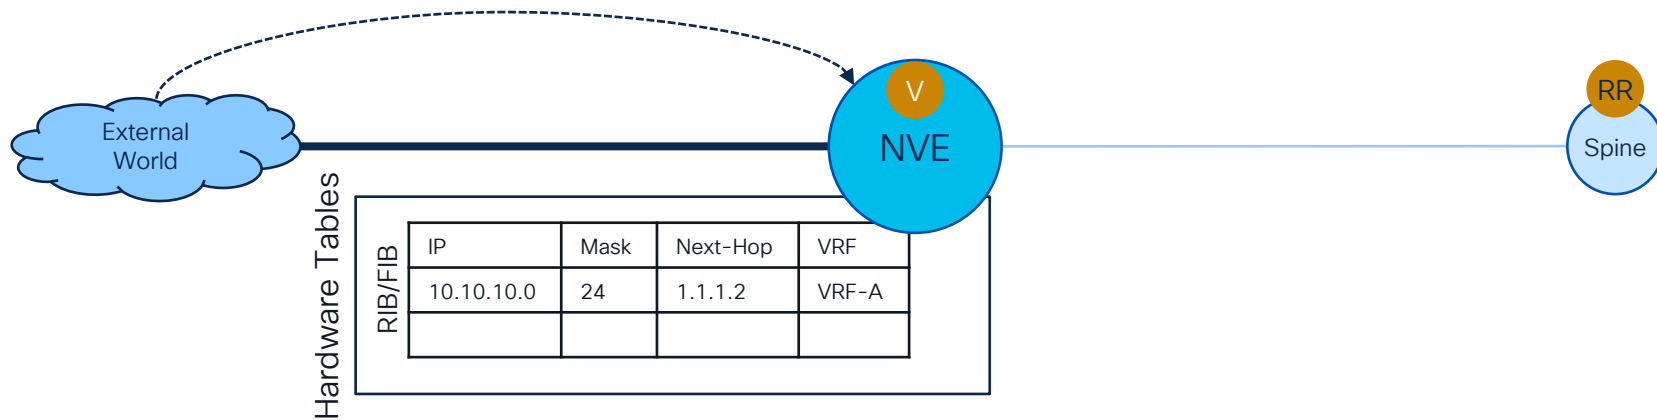 External
World
V
NVE
RR
Spine
Hardware Tables
RIB/FIB
IP Mask Next-Hop VRF
10.10.10.0 24 1.1.1.2 VRF-A